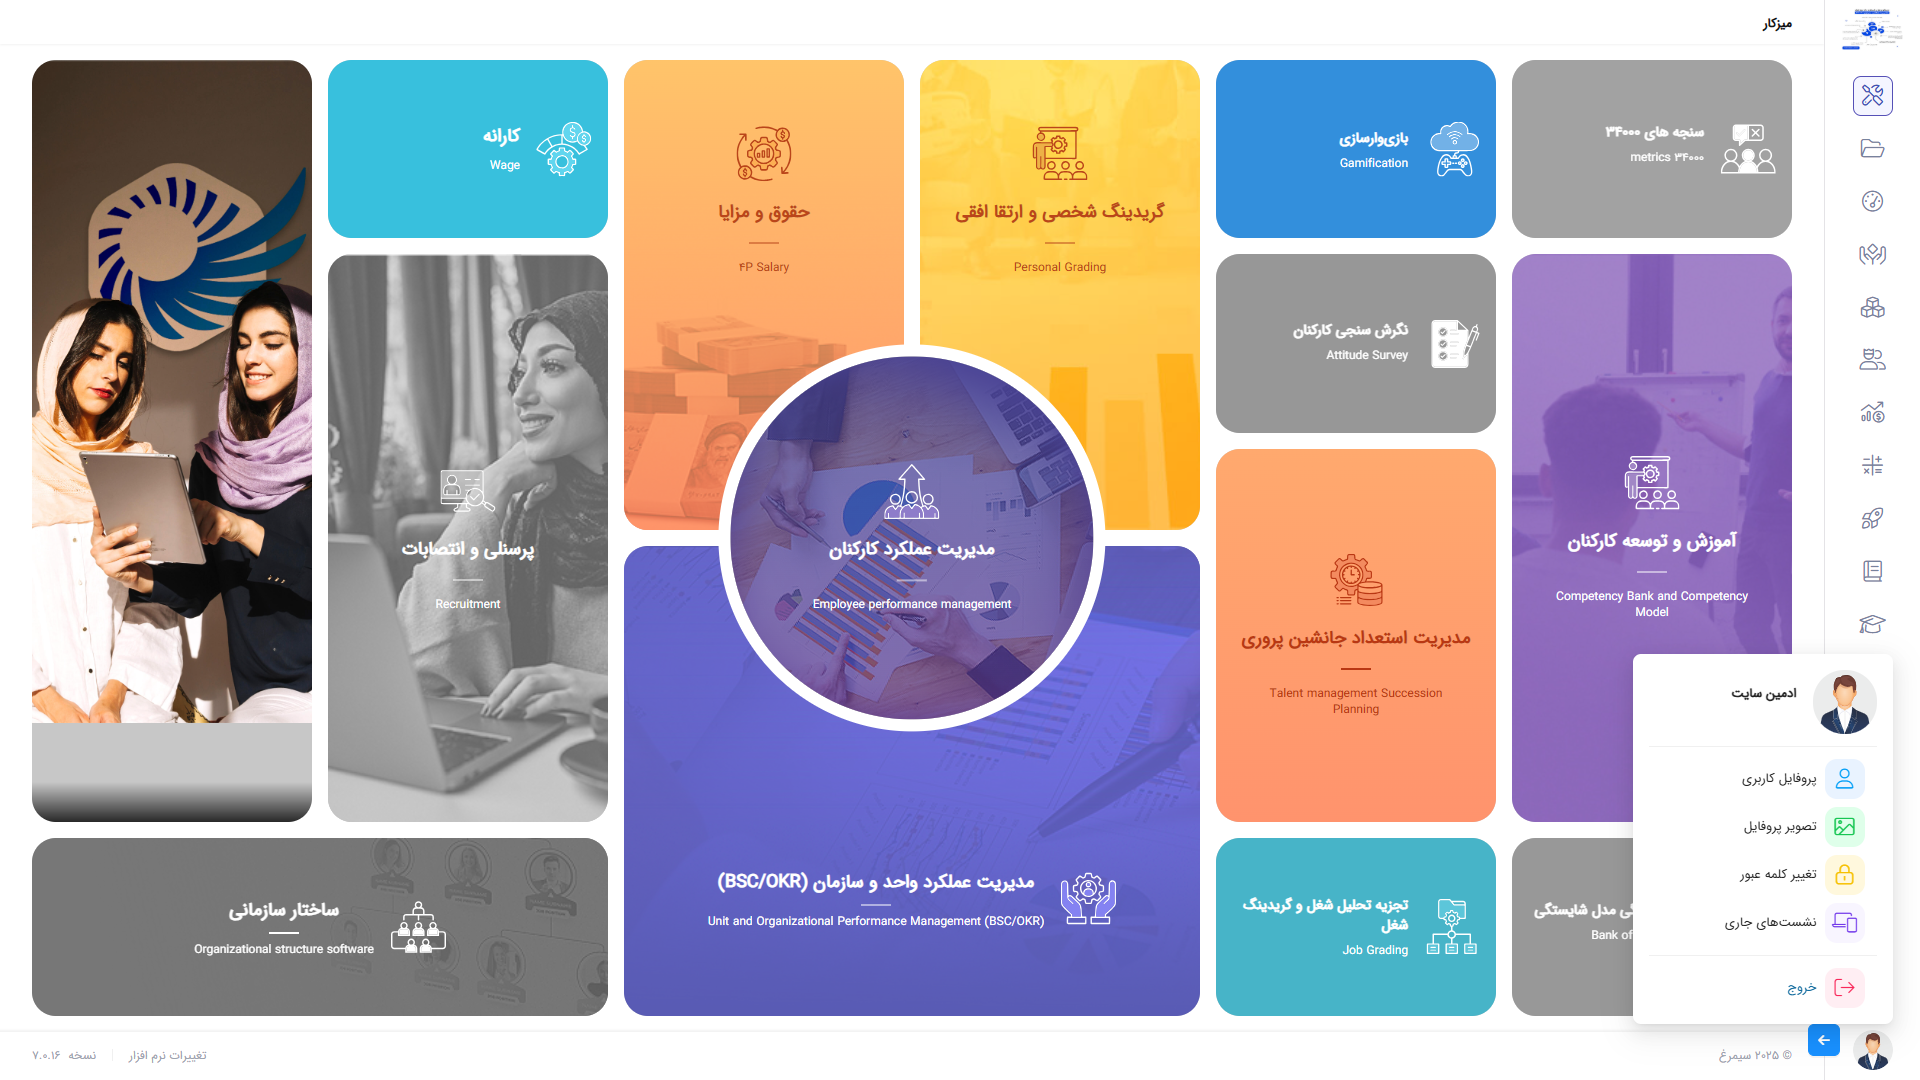 میزکار
سنجه های ۳۴۰۰۰
metrics ۳۴۰۰۰
بازی‌وارسازی
Gamification
گریدینگ شخصی و ارتقا افقی
Personal Grading
حقوق و مزایا
۴P Salary
کارانه
Wage
نگرش سنجی کارکنان
Attitude Survey
آموزش و توسعه کارکنان
Competency Bank and Competency
Model
مدیریت استعداد جانشین پروری
Talent management Succession
Planning
مدیریت عملکرد کارکنان
Employee performance management
پرسنلی و انتصابات
Recruitment
مدیریت عملکرد واحد و سازمان (BSC/OKR)
Unit and Organizational Performance Management (BSC/OKR)
تجزیه تحلیل شغل و گریدینگ
شغل
Job Grading
مدل شایستگی
Bank of
ساختار سازمانی
Organizational structure software
ادمین سایت
پروفایل کاربری
تصویر پروفایل
تغییر کلمه عبور
نشست‌های جاری
خروج
© ۲۰۲۵ سیمرغ
تغییرات نرم افزار
نسخه ۷.۰.۱۶